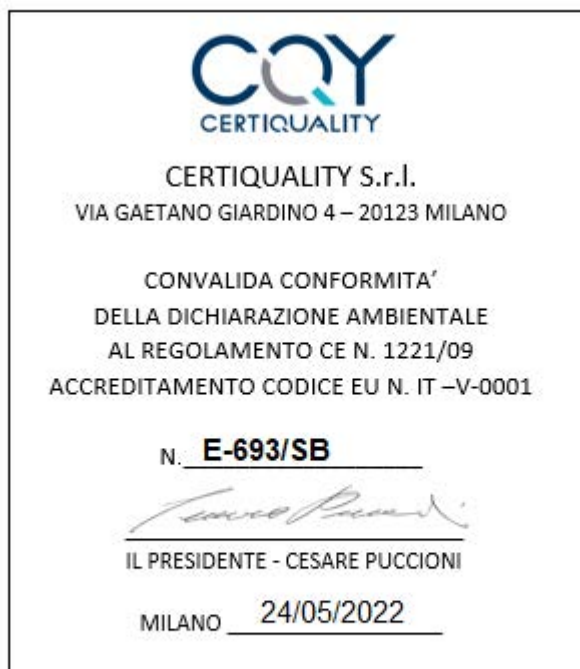 CQY
CERTIQUALITY
CERTIQUALITY S.r.l.
VIA GAETANO GIARDINO 4 – 20123 MILANO
CONVALIDA CONFORMITA’
DELLA DICHIARAZIONE AMBIENTALE
AL REGOLAMENTO CE N. 1221/09
ACCREDITAMENTO CODICE EU N. IT –V-0001
N. E-693/SB
IL PRESIDENTE - CESARE PUCCIONI
MILANO 24/05/2022